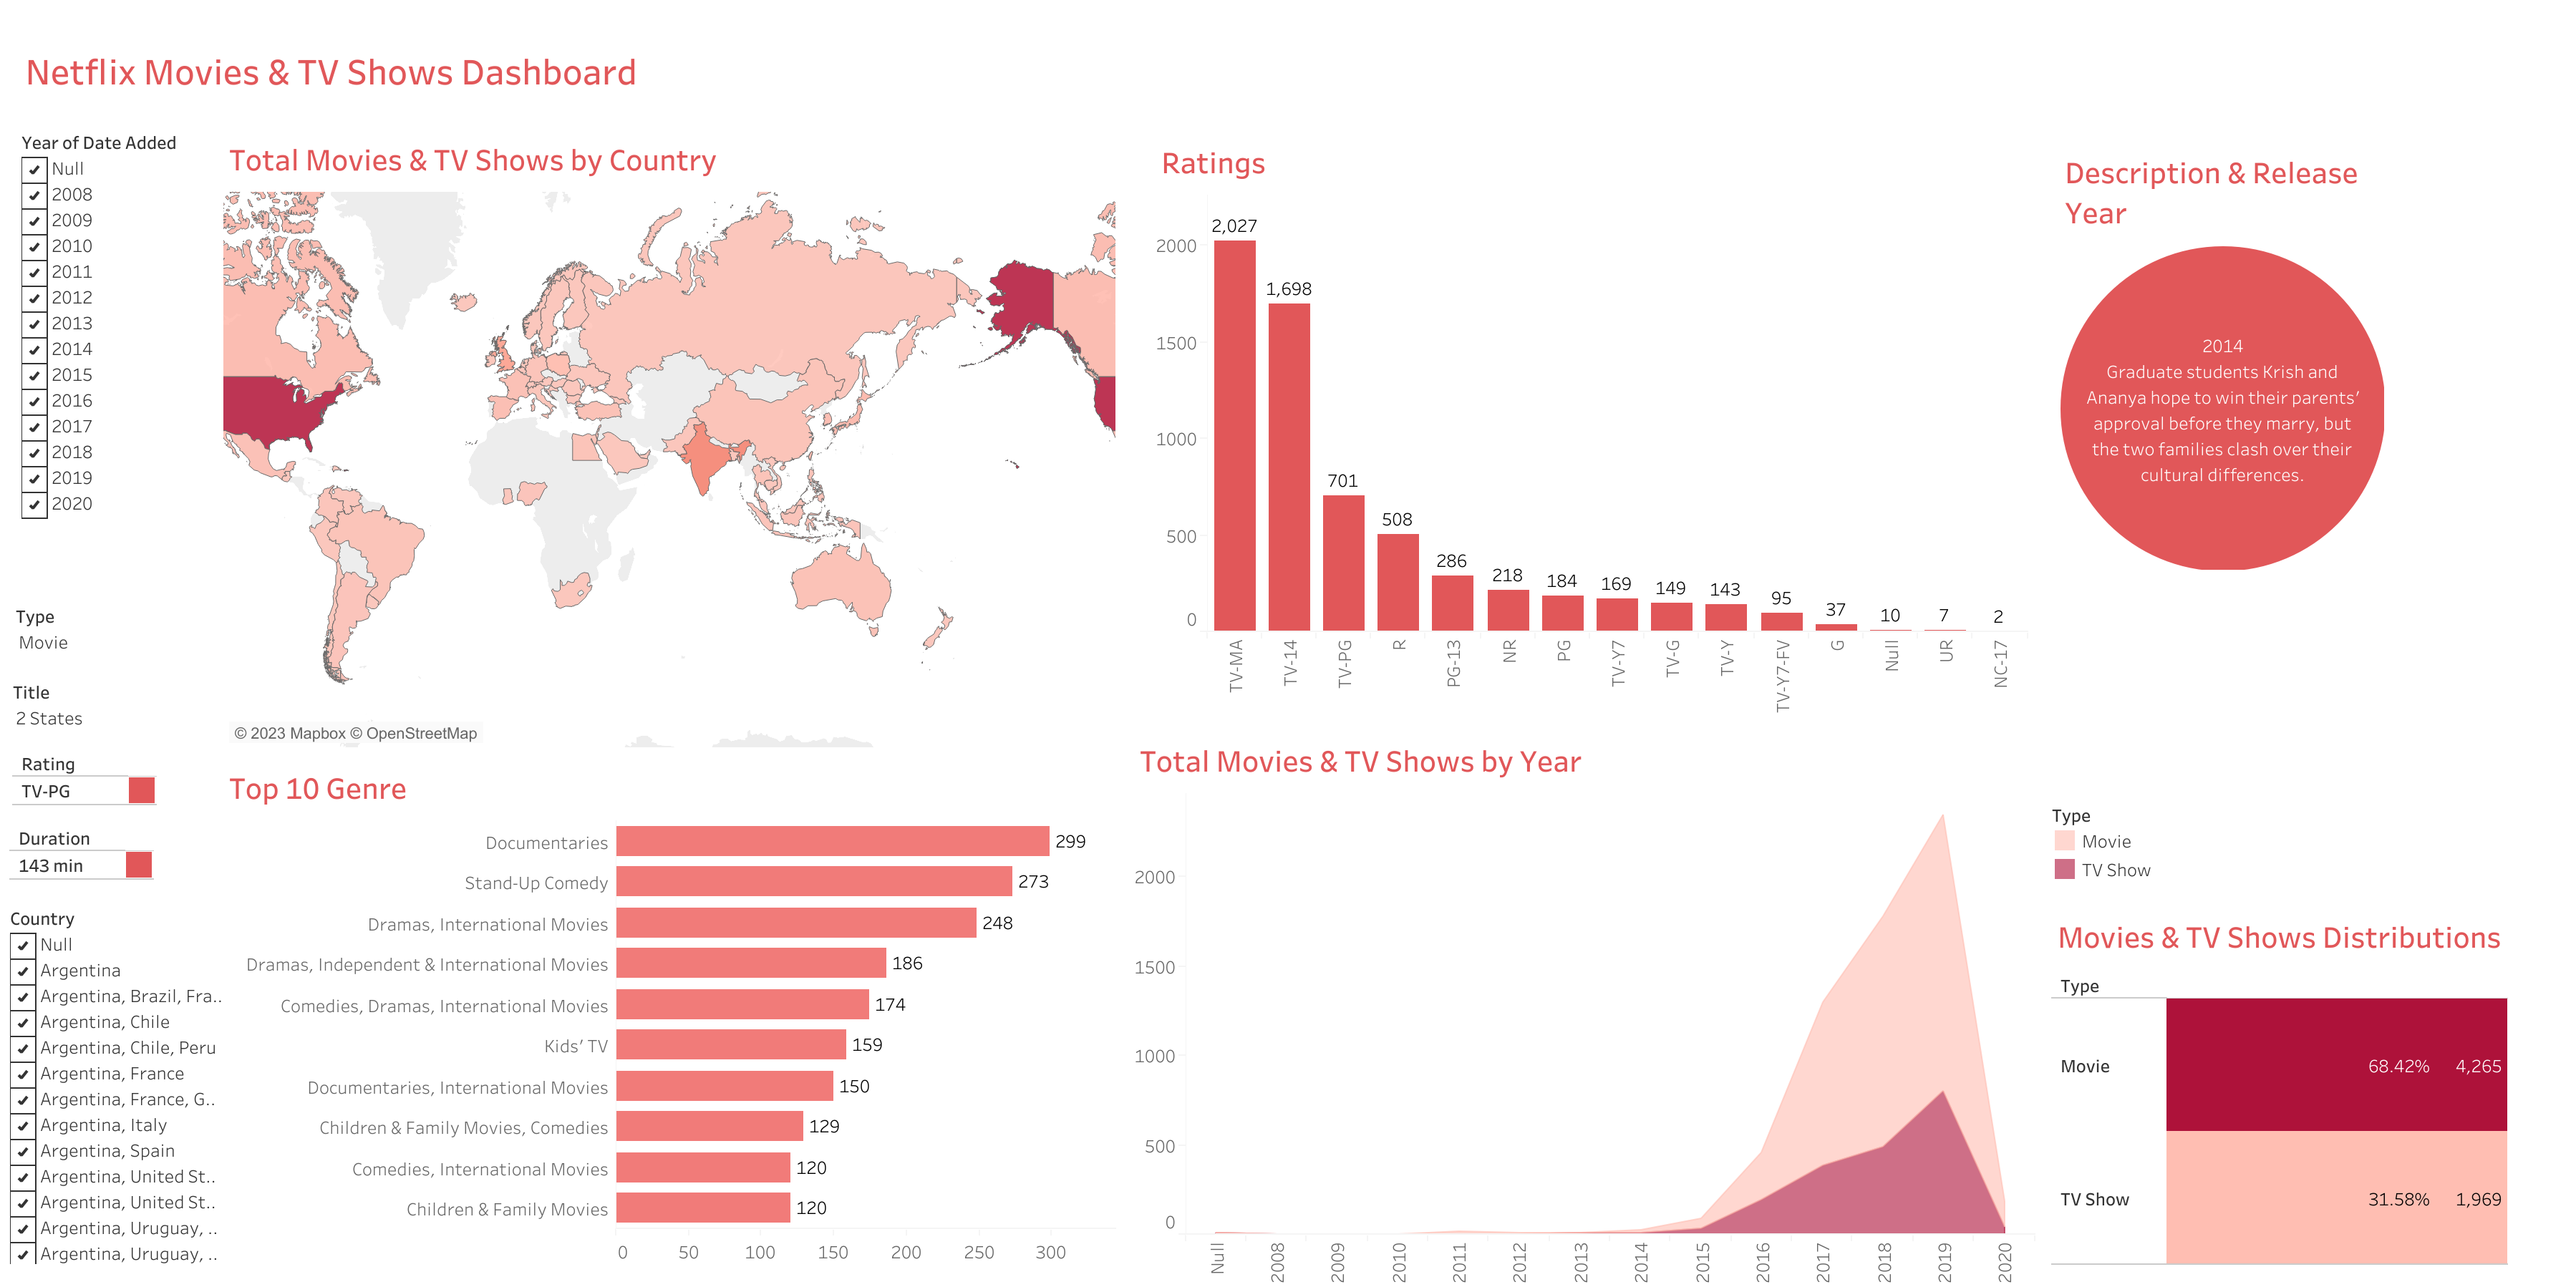 Netflix Movies & TV Shows Dashboard
Year of Date Added
Null
2008
2009
2010
2011
2012
2013
2014
2015
2016
2017
2018
2019
2020
Type
Movie
Title
2 States
Rating
TV-PG
Duration
143 min
Country
Null
Argentina
Argentina, Brazil, Fra..
Argentina, Chile
Argentina, Chile, Peru
Argentina, France
Argentina, France, G..
Argentina, Italy
Argentina, Spain
Argentina, United St..
Argentina, United St..
Argentina, Uruguay, ..
Argentina, Uruguay, ..
Total Movies & TV Shows by Country
© 2023 Mapbox © OpenStreetMap
Top 10 Genre
Documentaries 299
Stand-Up Comedy 273
Dramas, International Movies 248
Dramas, Independent & International Movies 186
Comedies, Dramas, International Movies 174
Kids’ TV 159
Documentaries, International Movies 150
Children & Family Movies, Comedies 129
Comedies, International Movies 120
Children & Family Movies 120
0 50 100 150 200 250 300
Ratings
2000
1500
1000
500
0
2,027
1,698
701
508
286
218
184
169
149
143
95
37
10
7
2
TV-MA
TV-14
TV-PG
R
PG-13
NR
PG
TV-Y7
TV-G
TV-Y
TV-Y7-FV
G
Null
UR
NC-17
Total Movies & TV Shows by Year
2000
1500
1000
500
0
Null
2008
2009
2010
2011
2012
2013
2014
2015
2016
2017
2018
2019
2020
Description & Release
Year
2014
Graduate students Krish and
Ananya hope to win their parents’
approval before they marry, but
the two families clash over their
cultural differences.
Type
Movie
TV Show
Movies & TV Shows Distributions
Type
Movie 68.42% 4,265
TV Show 31.58% 1,969